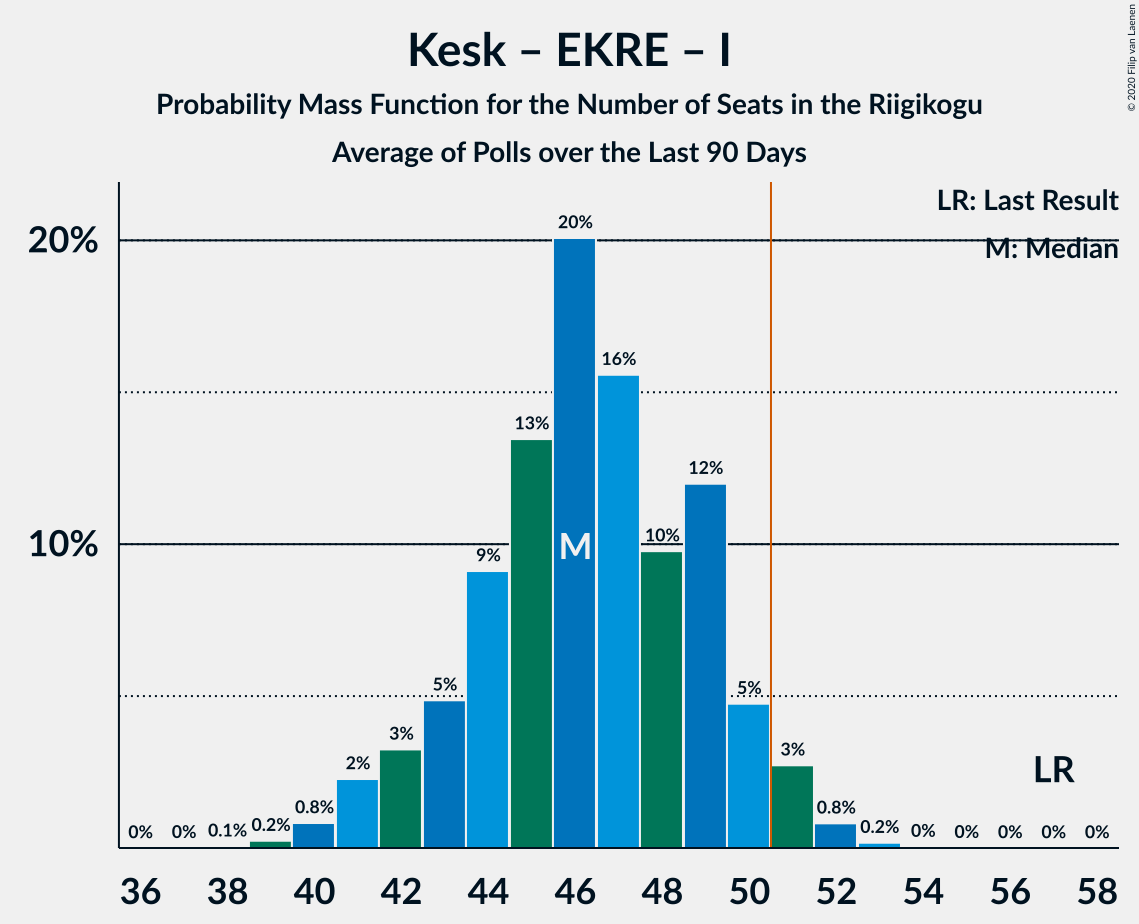 Kesk – EKRE – I
Probability Mass Function for the Number of Seats in the Riigikogu
Average of Polls over the Last 90 Days
© 2020 Filip van Laenen
LR: Last Result
M: Median
20%
10%
0% 0% 0.1% 0.2% 0.8% 2% 3% 5% 9% 13% 20% 16% 10% 12% 5% 3% 0.8% 0.2% 0% 0% 0% 0% 0%
M
LR
36 38 40 42 44 46 48 50 52 54 56 58